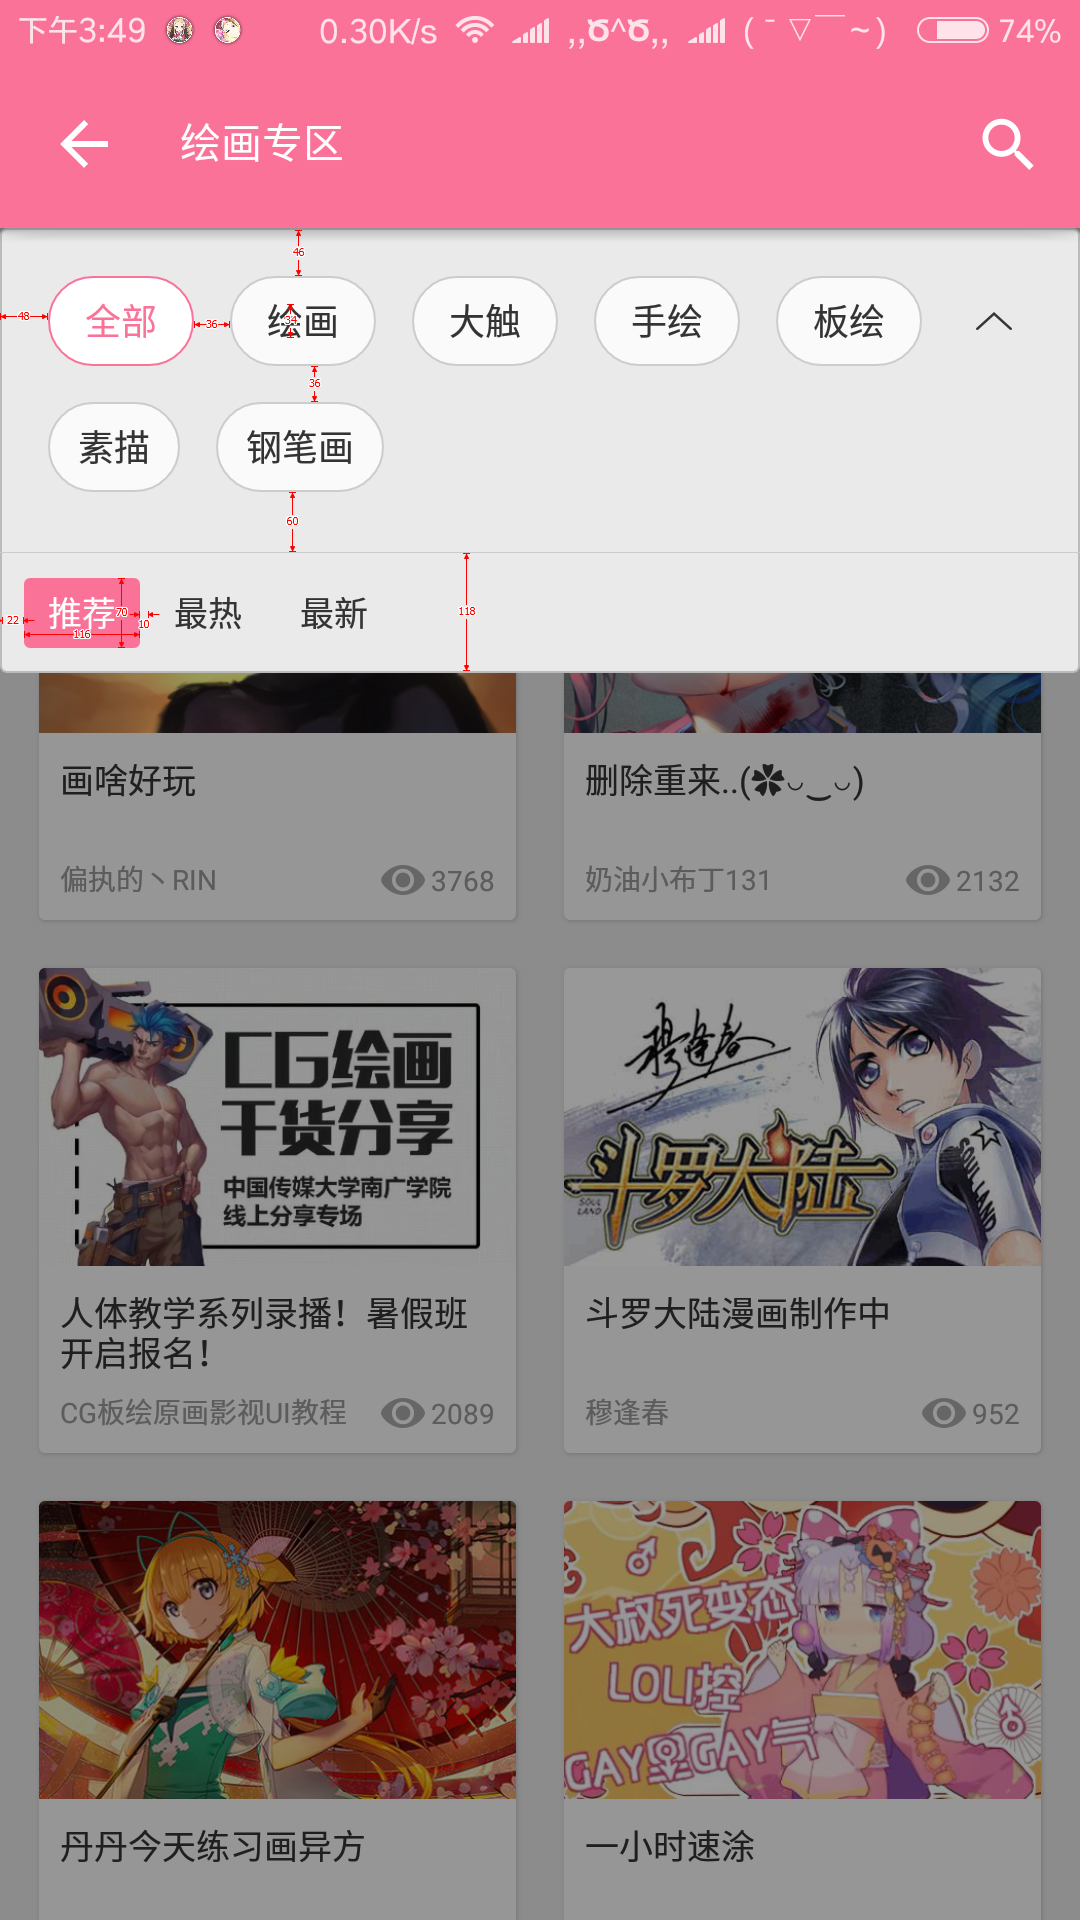 下午3:49 0.30K/s ,,Ծ^Ծ,, (¯▽¯~) 74%
绘画专区
46
48 全部 36 绘画 34 大触 手绘 板绘
36
素描 钢笔画
60
22 推荐 70 116 10 最热 最新 118
画啥好玩
偏执的丶RIN 3768
删除重来..(✿◡‿◡)
奶油小布丁131 2132
CG绘画
干货分享
中国传媒大学南广学院
线上分享专场
人体教学系列录播！暑假班
开启报名！
CG板绘原画影视UI教程 2089
穆逢春
斗罗大陆
SOUL LAND
SOUL LAND
斗罗大陆漫画制作中
穆逢春 952
丹丹今天练习画异方
大叔死变态
LOLI控
GAY里GAY气
一小时速涂